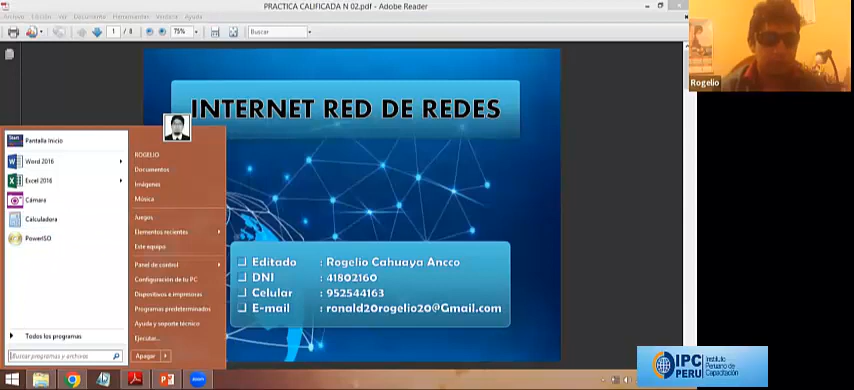 PRACTICA CALIFICADA N 02.pdf - Adobe Reader
Archivo Edición Ver Documento Herramientas Ventana Ayuda
1 / 8 75% Buscar
Rogelio
INTERNET RED DE REDES
Editado : Rogelio Cahuaya Ancco
DNI : 41802160
Celular : 952544163
E-mail : ronald20rogelio20@Gmail.com
Pantalla Inicio
Word 2016
Excel 2016
Cámara
Calculadora
PowerISO
Todos los programas
Buscar programas y archivos
ROGELIO
Documentos
Imágenes
Música
Juegos
Elementos recientes
Este equipo
Panel de control
Configuración de tu PC
Dispositivos e impresoras
Programas predeterminados
Ayuda y soporte técnico
Ejecutar...
Apagar
zoom
IPC
PERU
Instituto
Peruano de
Capacitación